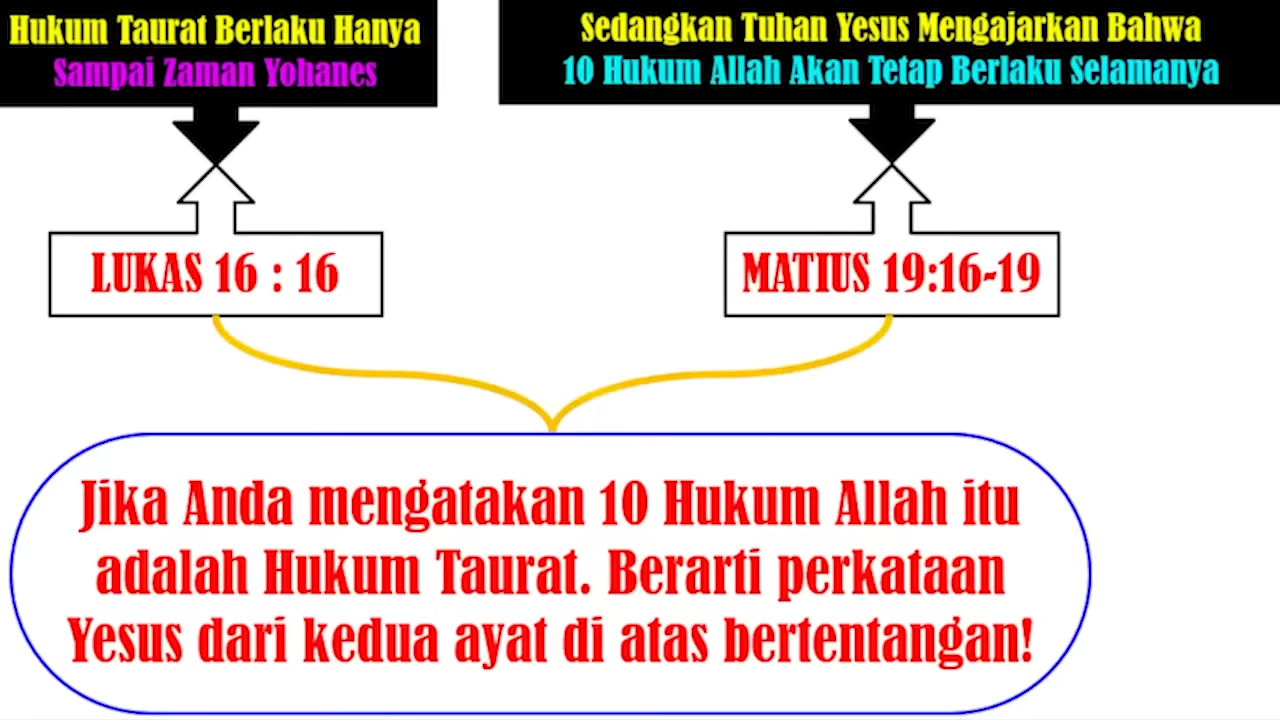 Hukum Taurat Berlaku Hanya
Sampai Zaman Yohanes
Sedangkan Tuhan Yesus Mengajarkan Bahwa
10 Hukum Allah Akan Tetap Berlaku Selamanya
LUKAS 16 : 16
MATIUS 19:16-19
Jika Anda mengatakan 10 Hukum Allah itu
adalah Hukum Taurat. Berarti perkataan
Yesus dari kedua ayat di atas bertentangan!